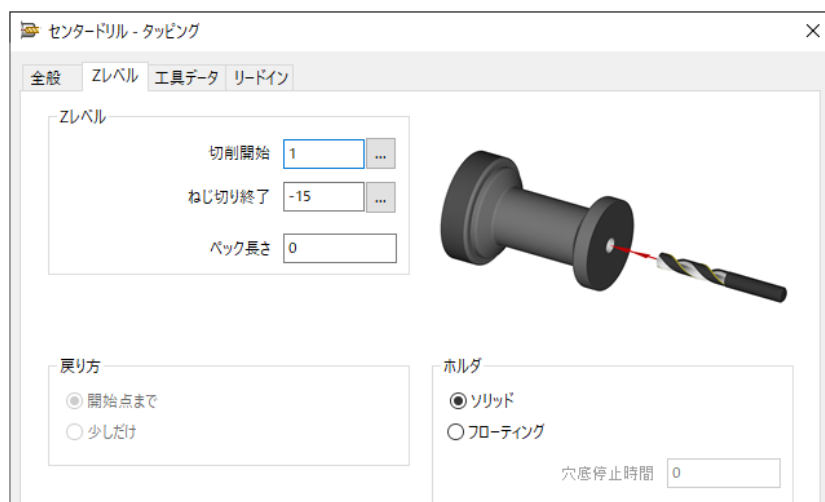 センタードリル - タッピング
全般 Zレベル 工具データ リードイン
Zレベル
切削開始 1 ...
ねじ切り終了 -15 ...
ペック長さ 0
戻り方
開始点まで
少しだけ
ホルダ
ソリッド
フローティング
穴底停止時間 0